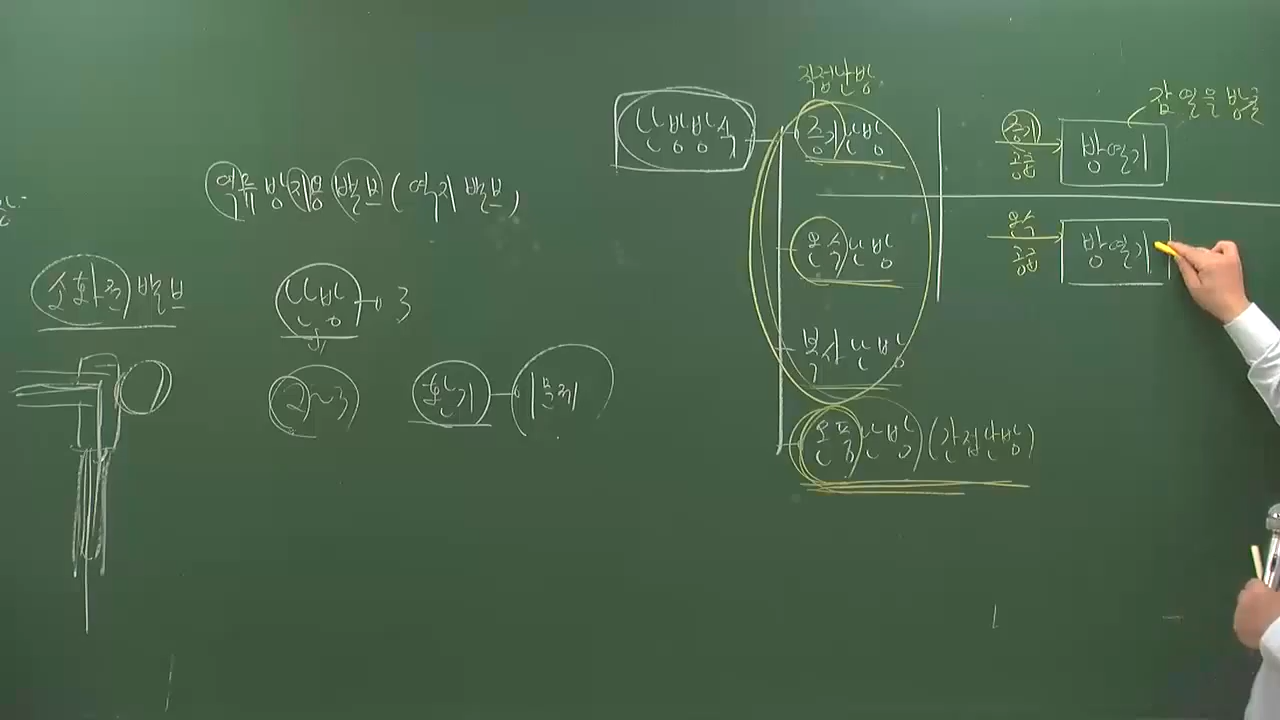 역류 방지용 밸브 (역지 밸브)
소화전 밸브
난방 3
2~3
환기 1문제
직접난방
난방방식
증기난방
온수난방
복사난방
온풍난방 (간접난방)
잠열을 방출
증기
공급
방열기
온수
공급
방열기